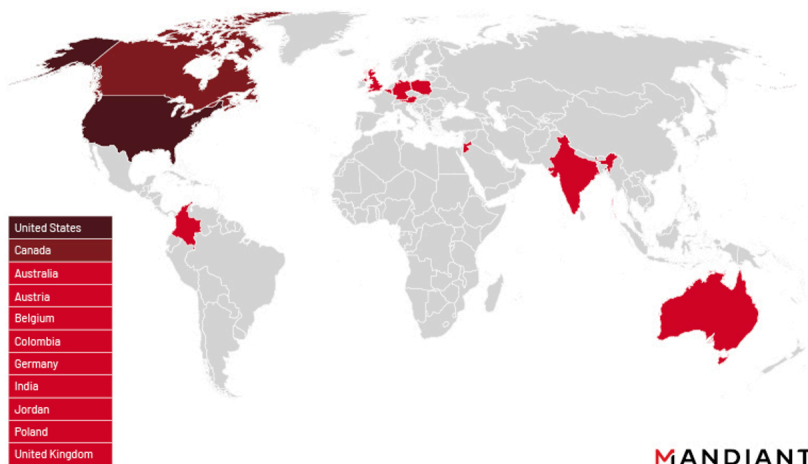 United States
Canada
Australia
Austria
Belgium
Colombia
Germany
India
Jordan
Poland
United Kingdom
MANDIANT